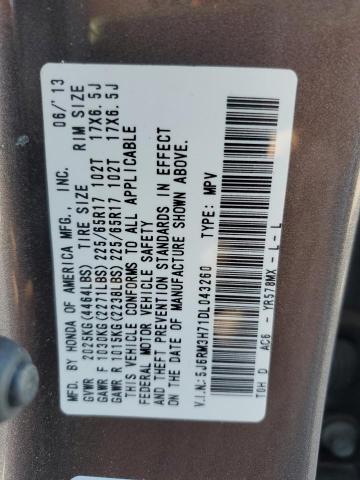 MFD. BY HONDA OF AMERICA MFG., INC. 06/'13
GVWR 2025KG(4464LBS) TIRE SIZE RIM SIZE
GAWR F 1030KG(2271LBS) 225/65R17 102T 17X6.5J
GAWR R 1015KG(2238LBS) 225/65R17 102T 17X6.5J
THIS VEHICLE CONFORMS TO ALL APPLICABLE
FEDERAL MOTOR VEHICLE SAFETY
AND THEFT PREVENTION STANDARDS IN EFFECT
ON THE DATE OF MANUFACTURE SHOWN ABOVE.
V.I.N.: 5J6RM3H71DL043260 TYPE: MPV
T0H D AC6 - YR578MX - L - L